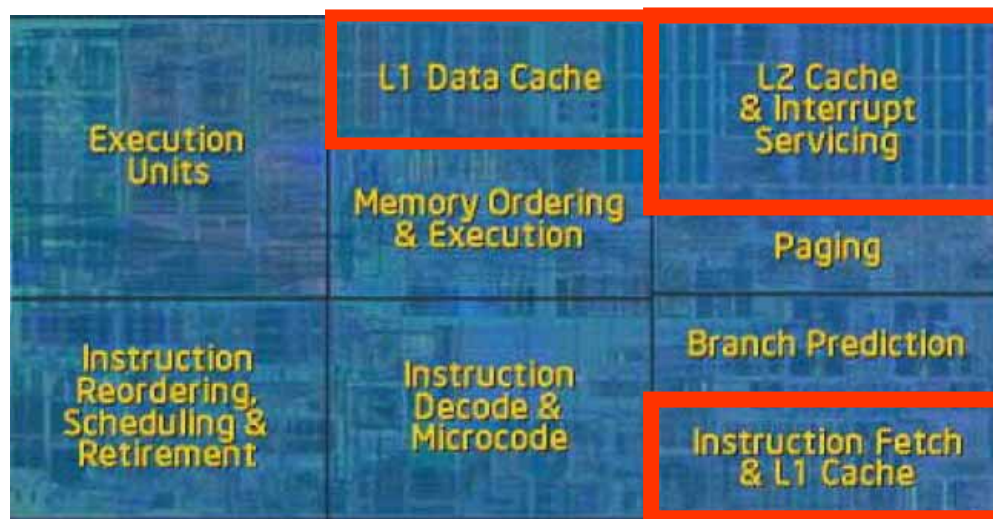 Execution
Units
L1 Data Cache
L2 Cache
& Interrupt
Servicing
Memory Ordering
& Execution
Paging
Instruction
Reordering,
Scheduling &
Retirement
Instruction
Decode &
Microcode
Branch Prediction
Instruction Fetch
& L1 Cache